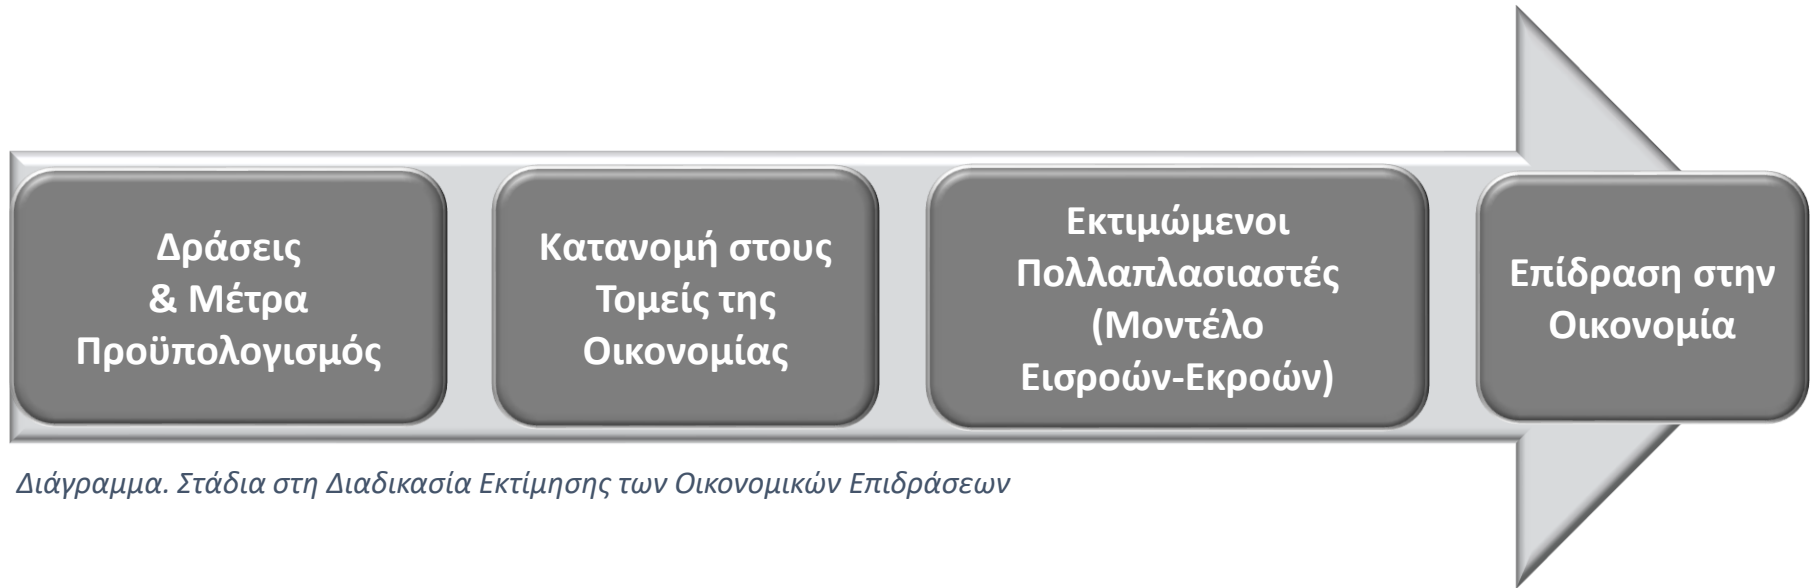 Δράσεις
& Μέτρα
Προϋπολογισμός
Κατανομή στους
Τομείς της
Οικονομίας
Εκτιμώμενοι
Πολλαπλασιαστές
(Μοντέλο
Εισροών-Εκροών)
Επίδραση στην
Οικονομία
Διάγραμμα. Στάδια στη Διαδικασία Εκτίμησης των Οικονομικών Επιδράσεων